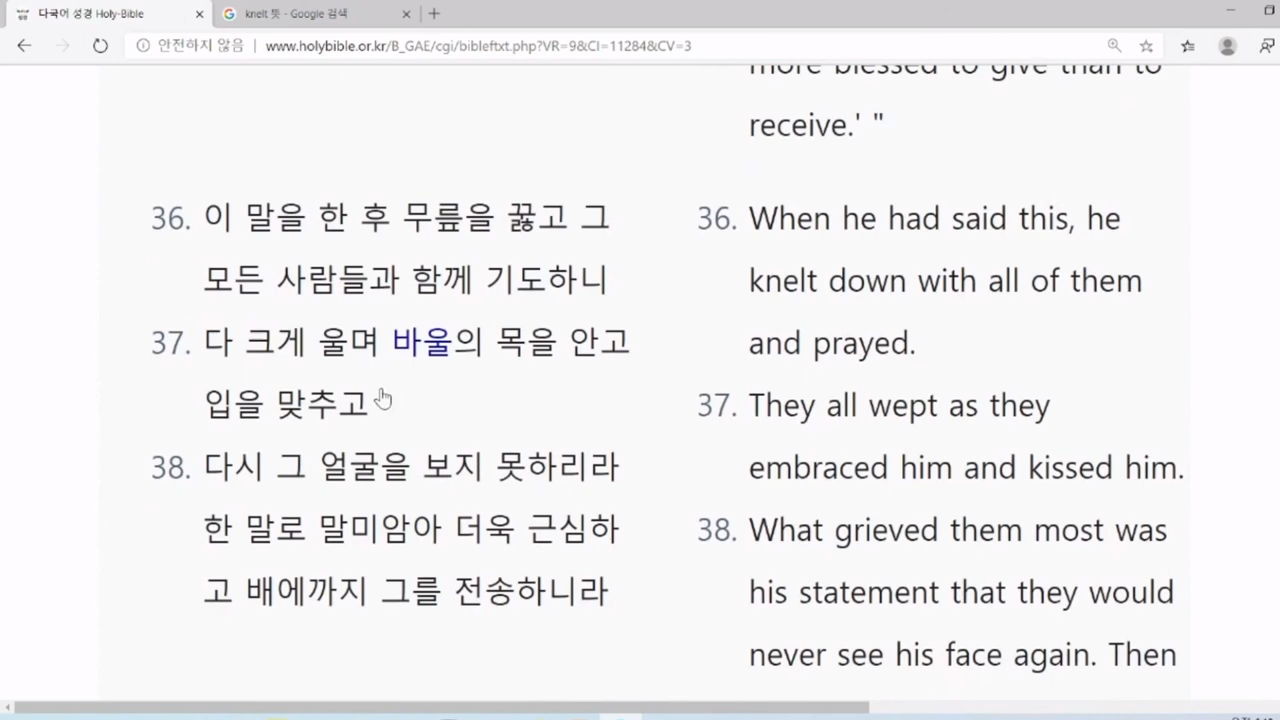 다국어 성경 Holy-Bible
knelt 뜻 - Google 검색
안전하지 않음
www.holybible.or.kr/B_GAE/cgi/bibleftxt.php?VR=9&CI=11284&CV=3
more blessed to give than to
receive.' "
36. 이 말을 한 후 무릎을 꿇고 그
모든 사람들과 함께 기도하니
37. 다 크게 울며 바울의 목을 안고
입을 맞추고
38. 다시 그 얼굴을 보지 못하리라
한 말로 말미암아 더욱 근심하
고 배에까지 그를 전송하니라
36. When he had said this, he
knelt down with all of them
and prayed.
37. They all wept as they
embraced him and kissed him.
38. What grieved them most was
his statement that they would
never see his face again. Then